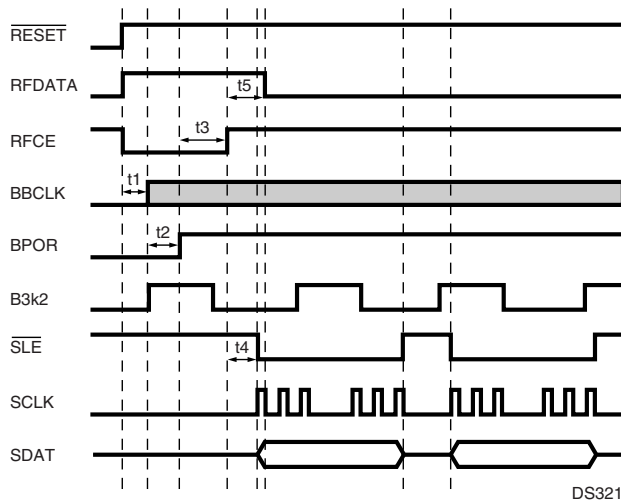 RESET
RFDATA
t5
RFCE
t3
BBCLK
t1
BPOR
t2
B3k2
SLE
t4
SCLK
SDAT
DS321